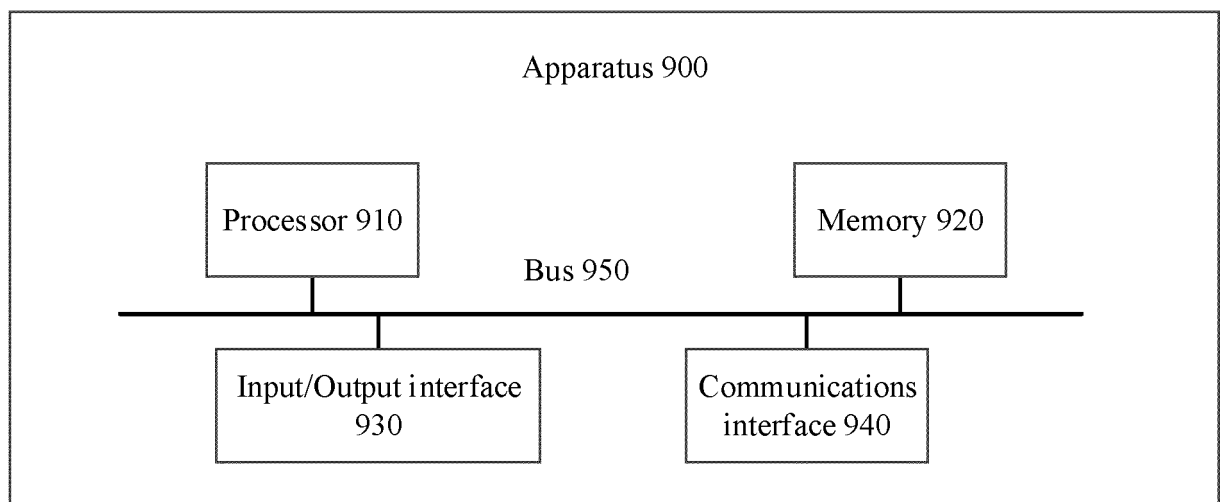 Apparatus 900
Processor 910
Memory 920
Bus 950
Input/Output interface
930
Communications
interface 940